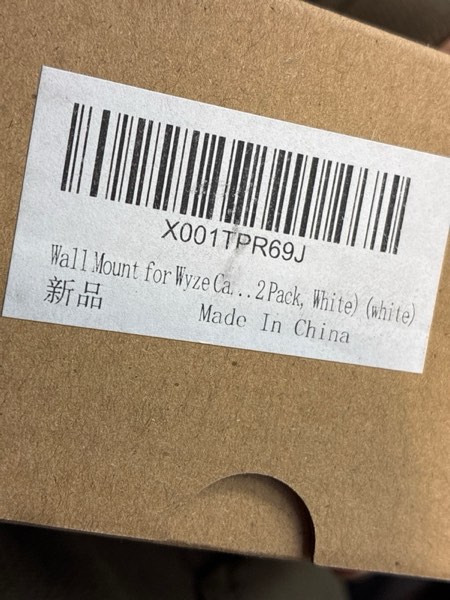 X001TPR69J
Wall Mount for Wyze Ca...2 Pack, White) (white)
新品
Made In China